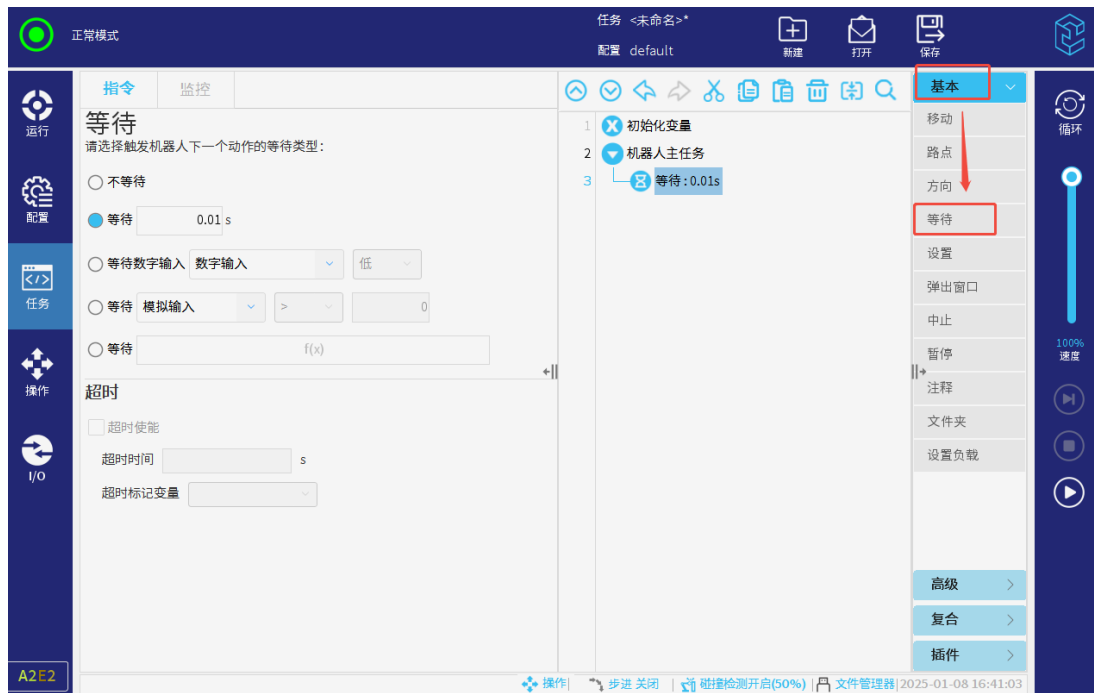 正常模式
任务 <未命名>*
配置 default
新建
打开
保存
运行
配置
任务
操作
I/O
A2E2
指令
监控
等待
请选择触发机器人下一个动作的等待类型:
不等待
等待 0.01 s
等待数字输入 数字输入 低
等待 模拟输入 > 0
等待 f(x)
超时
超时使能
超时时间 s
超时标记变量
1 初始化变量
2 机器人主任务
3 等待:0.01s
基本
移动
路点
方向
等待
设置
弹出窗口
中止
暂停
注释
文件夹
设置负载
高级
复合
插件
循环
100%
速度
操作| 步进 关闭 | 碰撞检测开启(50%) | 文件管理器|2025-01-08 16:41:03